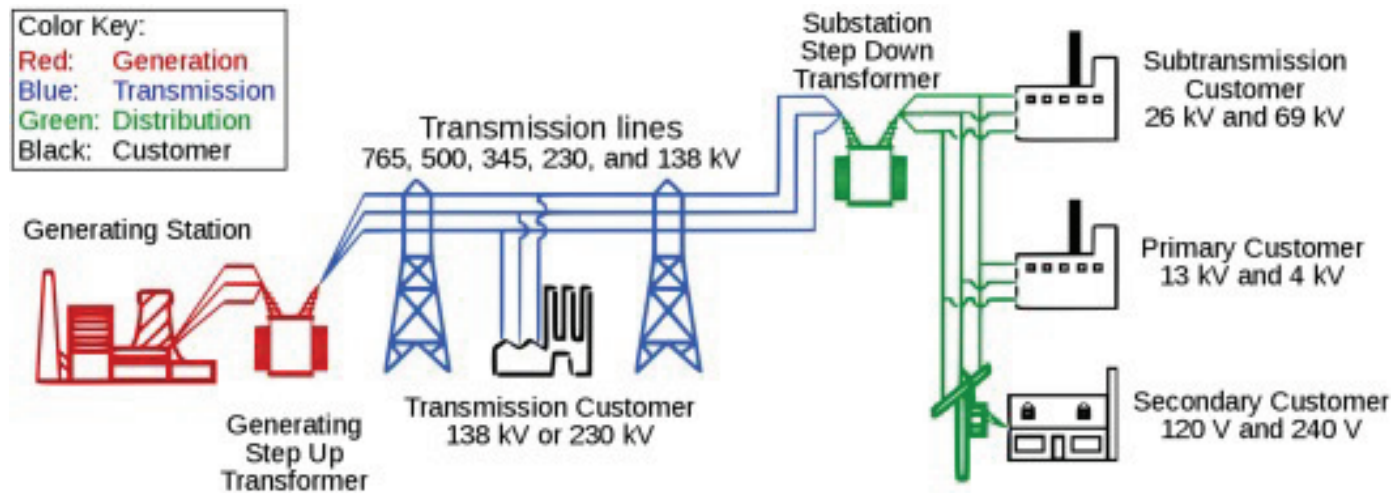 Color Key:
Red: Generation
Blue: Transmission
Green: Distribution
Black: Customer
Substation
Step Down
Transformer
Subtransmission
Customer
26 kV and 69 kV
Transmission lines
765, 500, 345, 230, and 138 kV
Generating Station
Primary Customer
13 kV and 4 kV
Transmission Customer
138 kV or 230 kV
Secondary Customer
120 V and 240 V
Generating
Step Up
Transformer